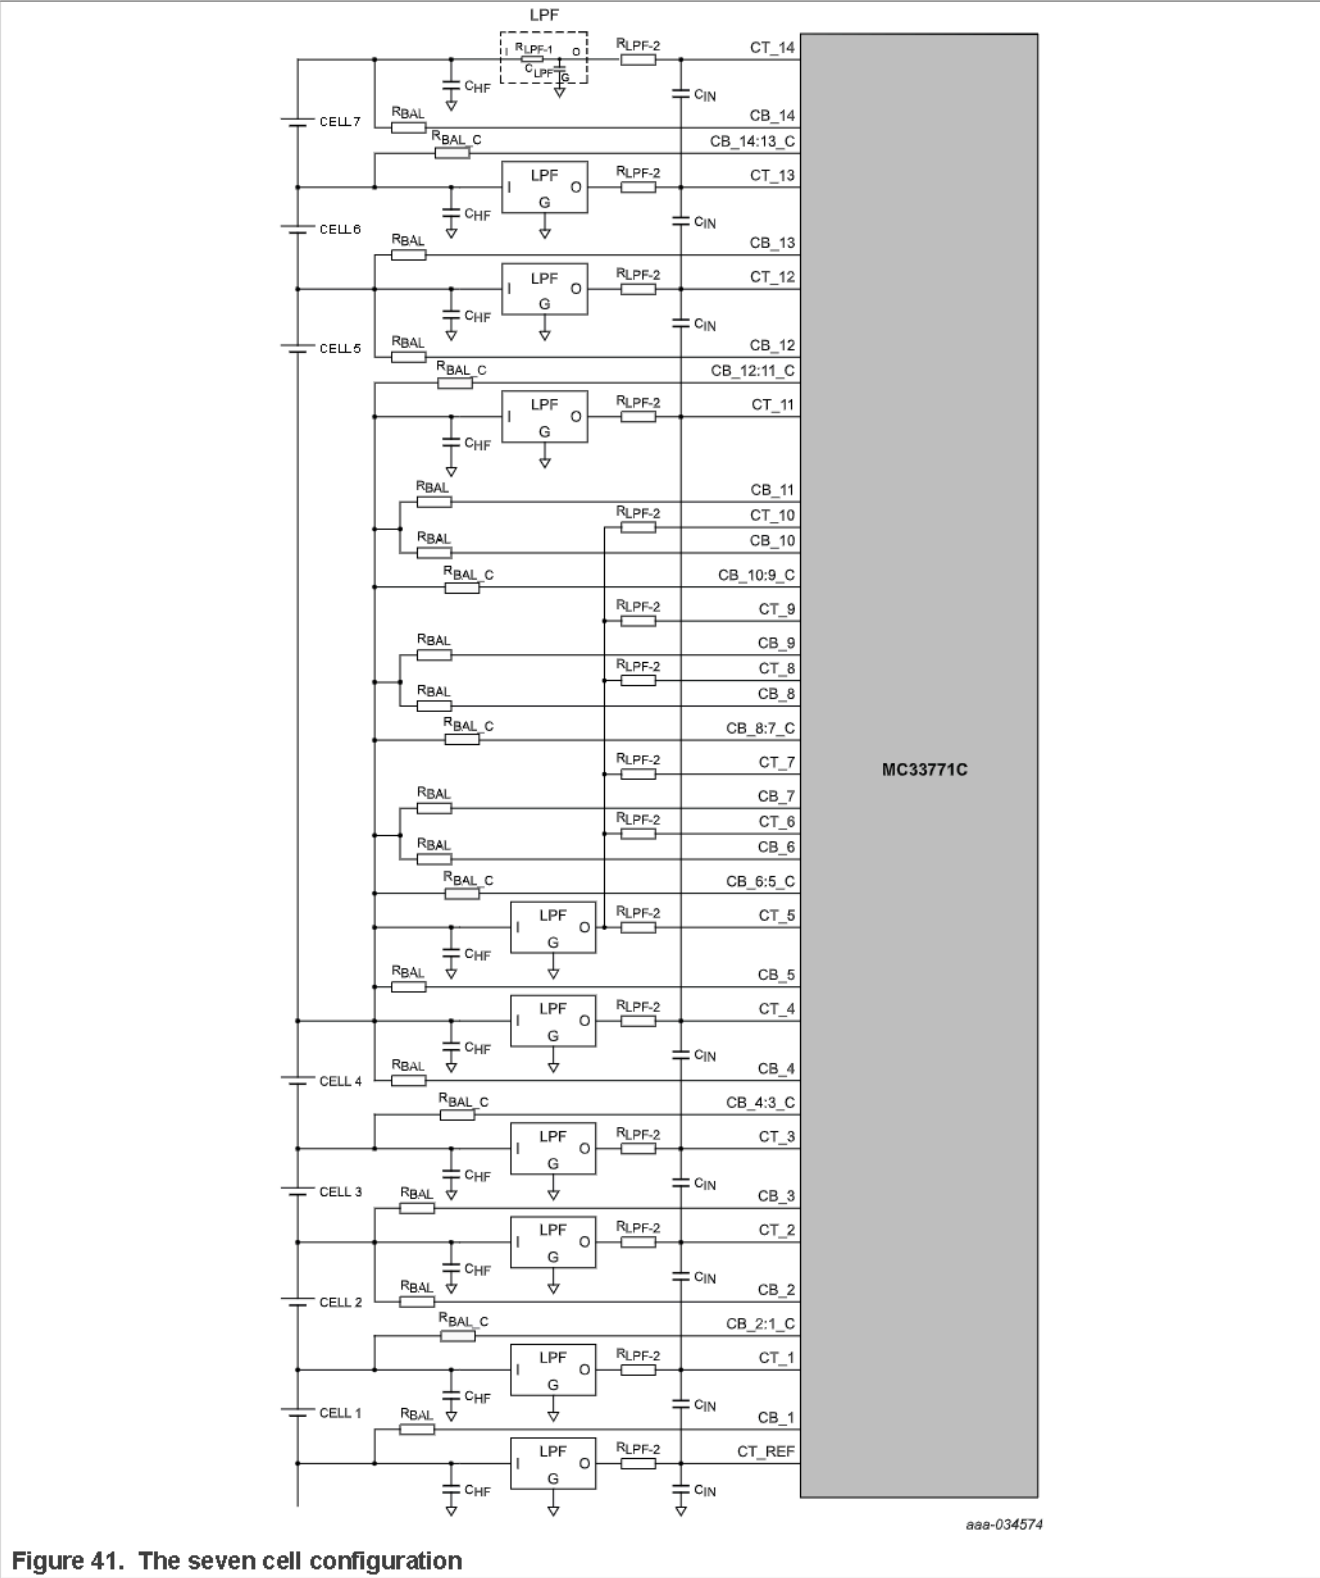 LPF
I RLPF-1 O
CLPF G
RLPF-2
CT_14
CHF
CIN
CELL7
RBAL
CB_14
RBAL_C
CB_14:13_C
I LPF O
G
RLPF-2
CT_13
CHF
CIN
CELL6
RBAL
CB_13
I LPF O
G
RLPF-2
CT_12
CHF
CIN
CELL5
RBAL
CB_12
RBAL_C
CB_12:11_C
I LPF O
G
RLPF-2
CT_11
CHF
RBAL
CB_11
RLPF-2
CT_10
RBAL
CB_10
RBAL_C
CB_10:9_C
RLPF-2
CT_9
RBAL
CB_9
RLPF-2
CT_8
RBAL
CB_8
RBAL_C
CB_8:7_C
MC33771C
RLPF-2
CT_7
RBAL
CB_7
RLPF-2
CT_6
RBAL
CB_6
RBAL_C
CB_6:5_C
I LPF O
G
RLPF-2
CT_5
CHF
RBAL
CB_5
I LPF O
G
RLPF-2
CT_4
CHF
CIN
CELL 4
RBAL
CB_4
RBAL_C
CB_4:3_C
I LPF O
G
RLPF-2
CT_3
CHF
CIN
CELL 3
RBAL
CB_3
I LPF O
G
RLPF-2
CT_2
CHF
CIN
CELL 2
RBAL
CB_2
RBAL_C
CB_2:1_C
I LPF O
G
RLPF-2
CT_1
CHF
CIN
CELL 1
RBAL
CB_1
I LPF O
G
RLPF-2
CT_REF
CHF
CIN
aaa-034574
Figure 41. The seven cell configuration